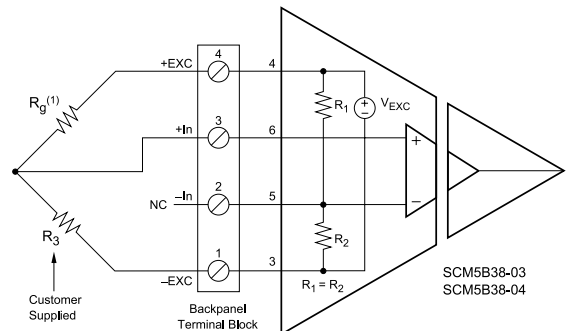 +EXC
4
4
Rg(1)
R1
+
−
VEXC
+In
3
6
+
−In
NC
2
5
−
R3
R2
1
3
−EXC
R1 = R2
Customer
Supplied
Backpanel
Terminal Block
SCM5B38-03
SCM5B38-04